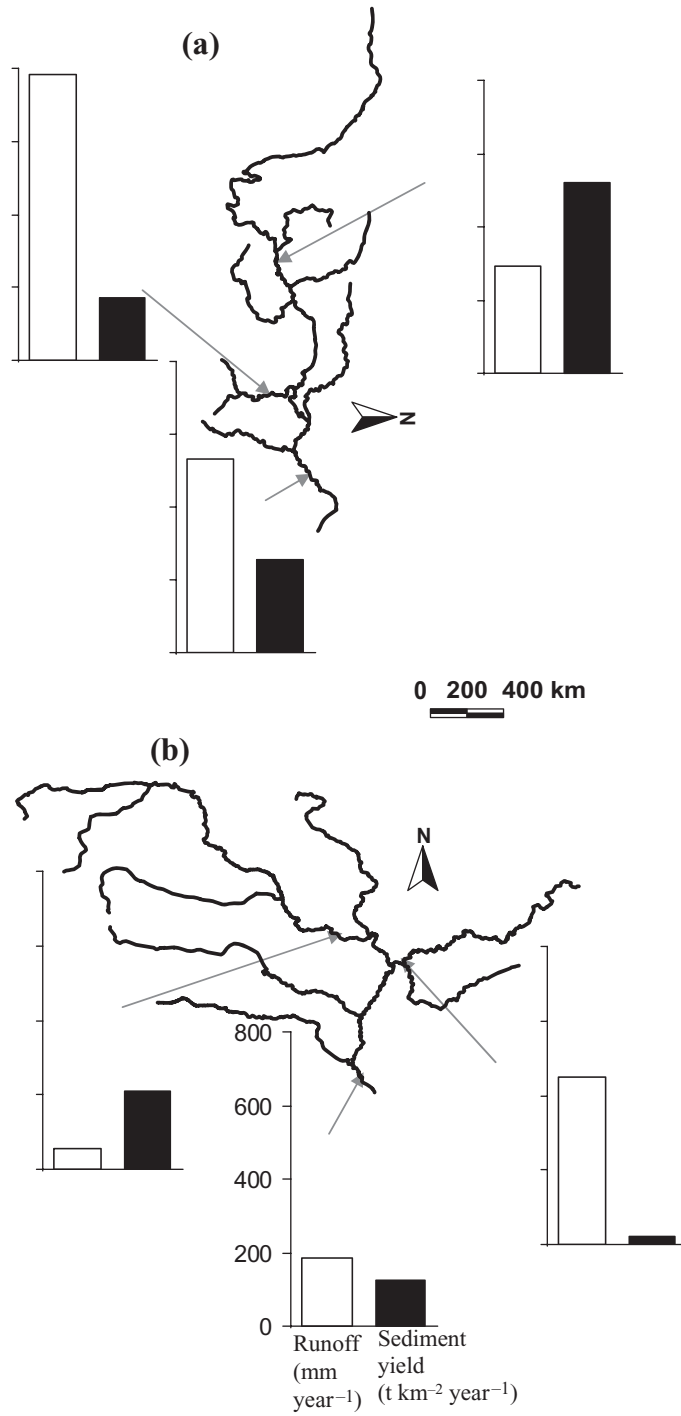 (a)
N
0 200 400 km
(b)
N
800
600
400
200
0
Runoff
(mm
year⁻¹)
Sediment
yield
(t km⁻² year⁻¹)